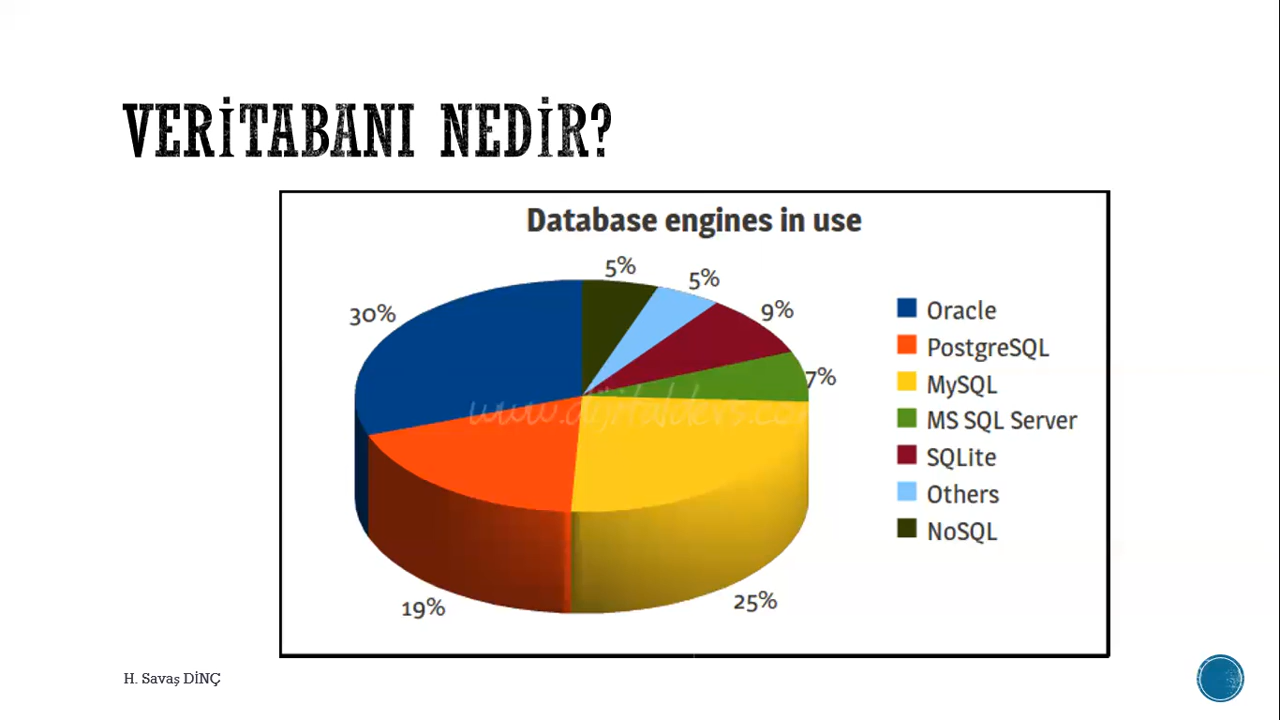 VERİTABANI NEDİR?
Database engines in use
5%
5%
30%
9%
7%
19%
25%
Oracle
PostgreSQL
MySQL
MS SQL Server
SQLite
Others
NoSQL
H. Savaş DİNÇ